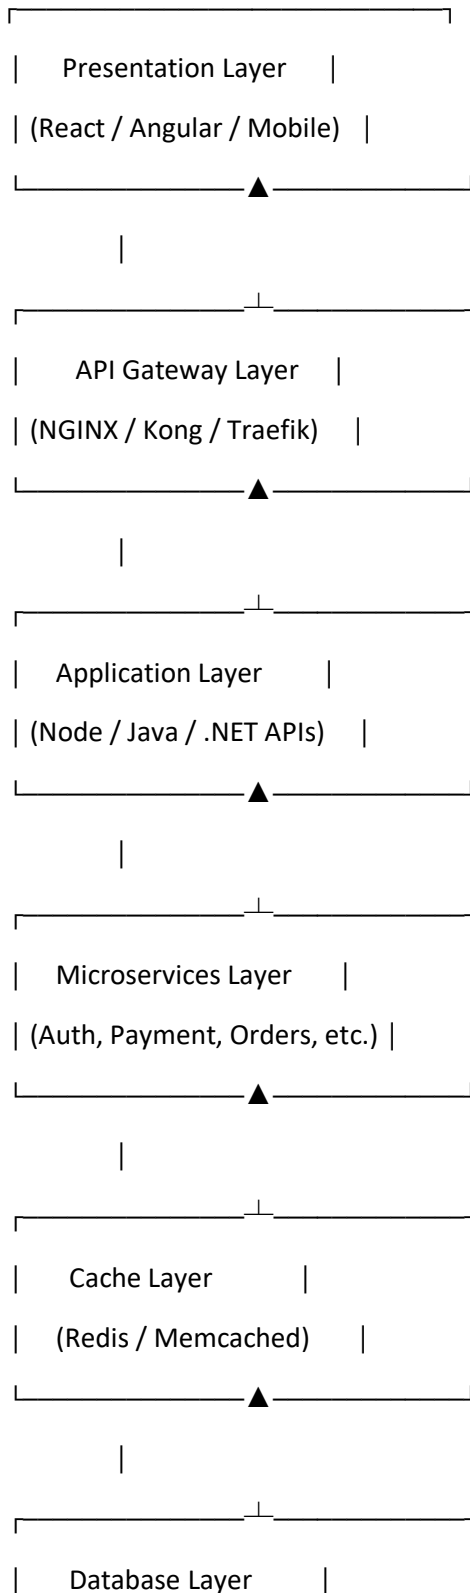 Presentation Layer
(React / Angular / Mobile)
API Gateway Layer
(NGINX / Kong / Traefik)
Application Layer
(Node / Java / .NET APIs)
Microservices Layer
(Auth, Payment, Orders, etc.)
Cache Layer
(Redis / Memcached)
Database Layer